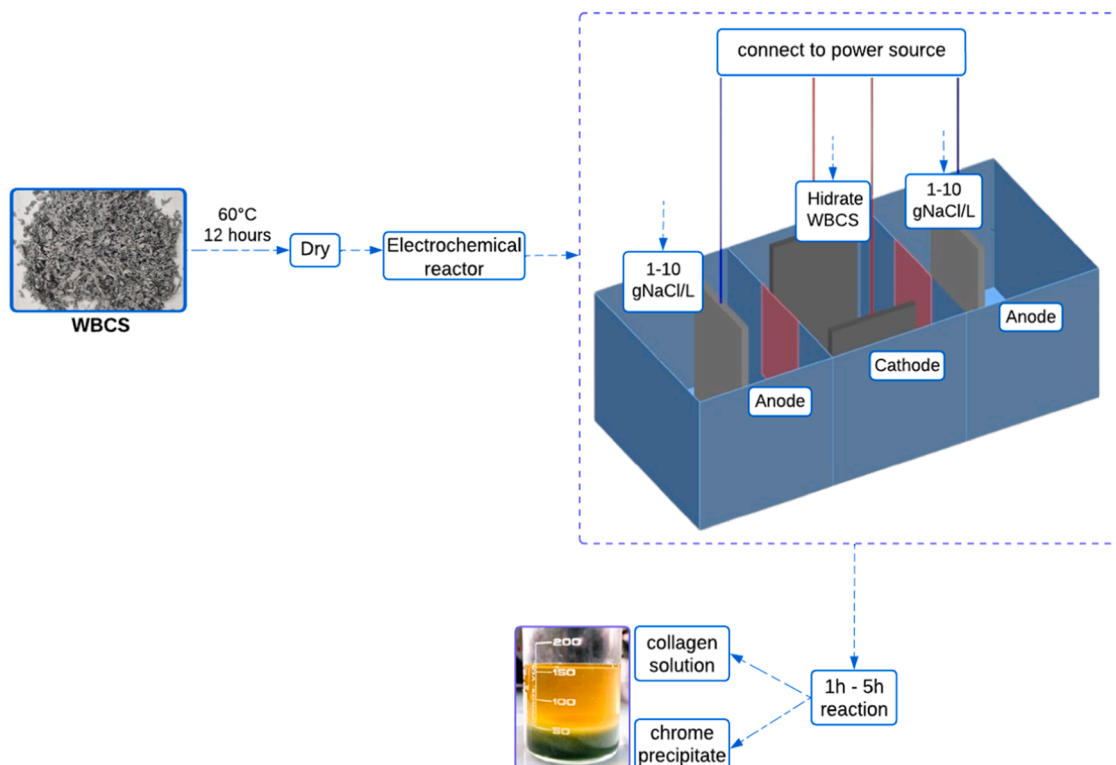 connect to power source
Hidrate
WBCS
1-10
gNaCl/L
60°C
12 hours
Dry
Electrochemical
reactor
1-10
gNaCl/L
WBCS
Anode
Cathode
Anode
200
150
100
50
collagen
solution
1h - 5h
reaction
chrome
precipitate